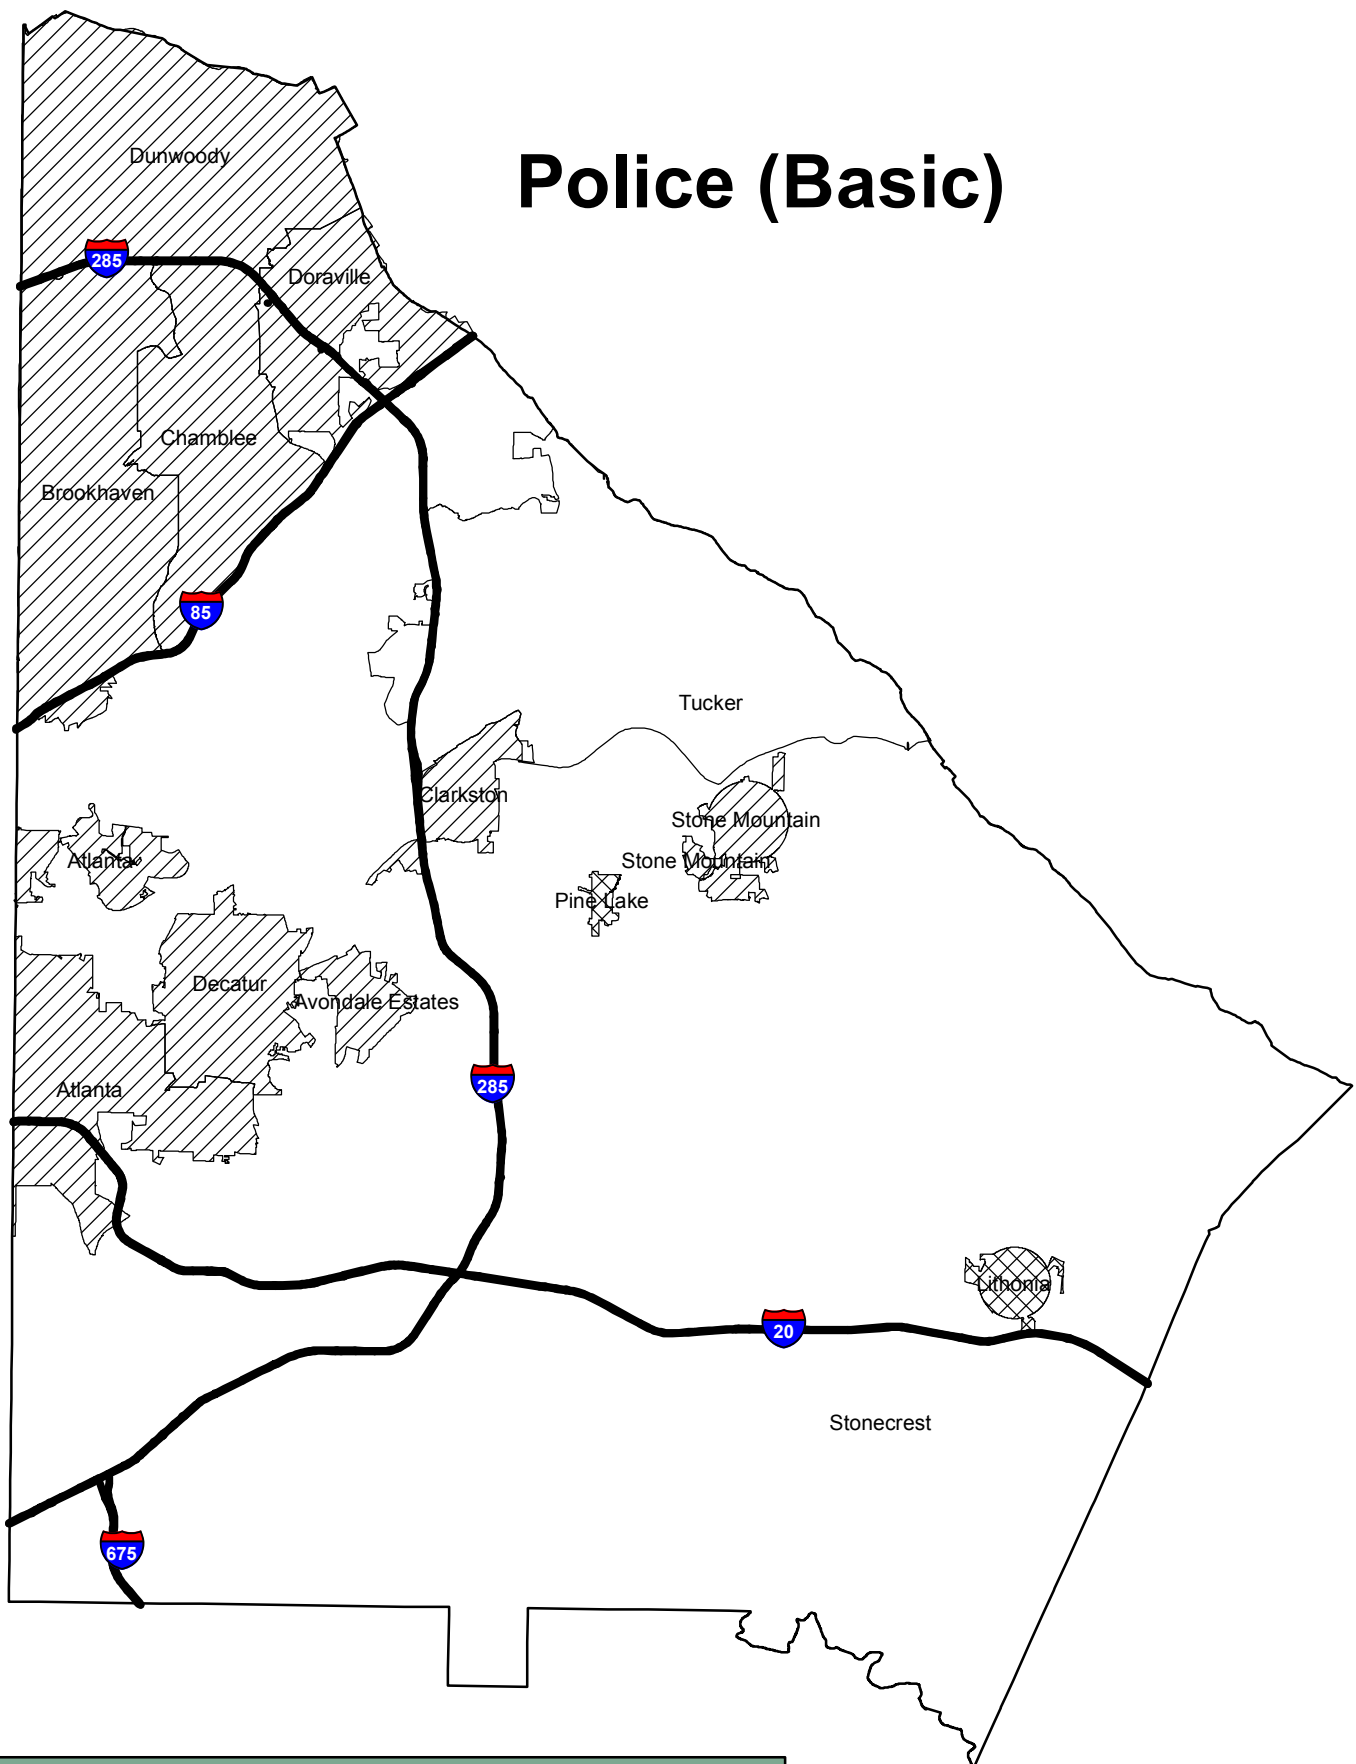 Dunwoody
Police (Basic)
285
Doraville
Chamblee
Brookhaven
85
Tucker
Clarkston
Stone Mountain
Atlanta
Stone Mountain
Pine Lake
Decatur
Avondale Estates
285
Atlanta
Lithonia
20
Stonecrest
675